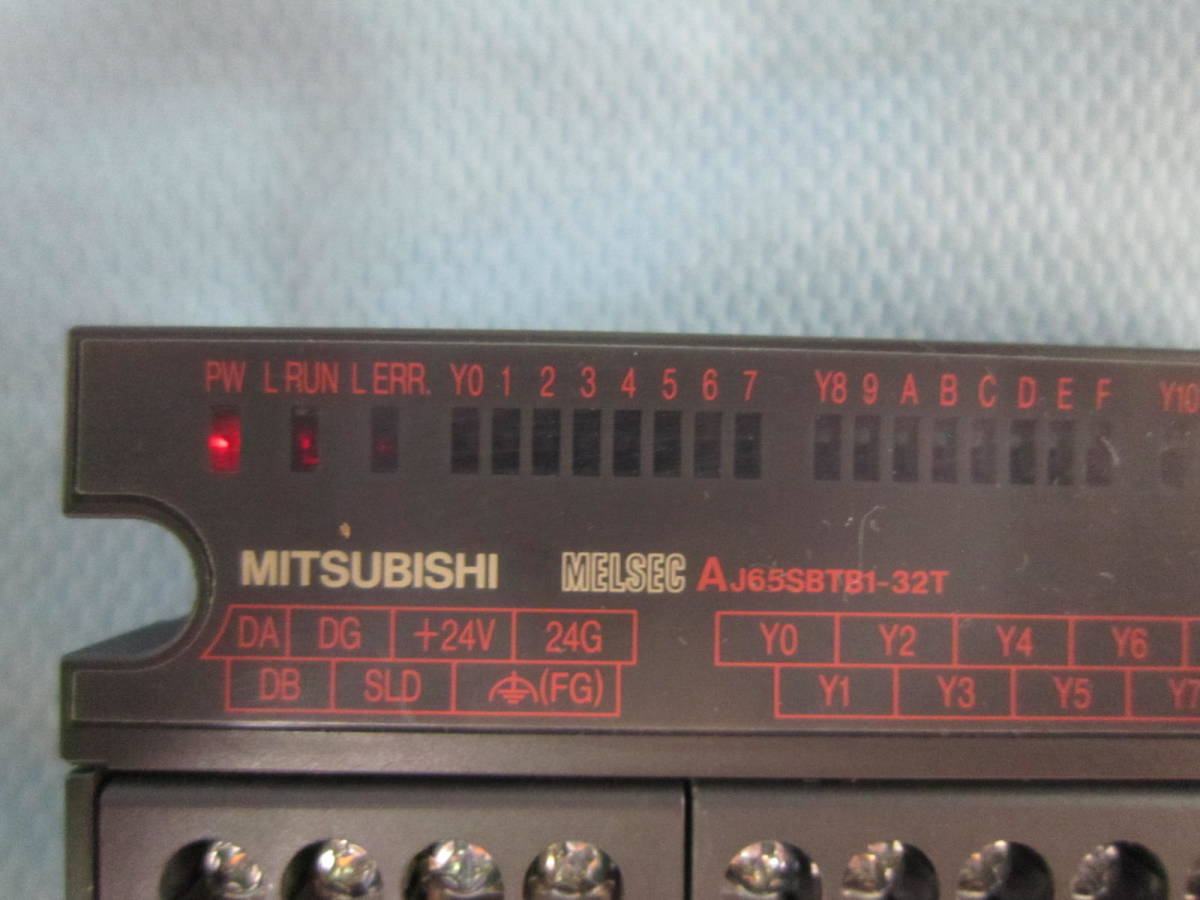 PW L RUN L ERR. Y0 1 2 3 4 5 6 7 Y8 9 A B C D E F Y10
MITSUBISHI MELSEC AJ65SBTB1-32T
DA DG +24V 24G Y0 Y2 Y4 Y6
DB SLD (FG) Y1 Y3 Y5 Y7